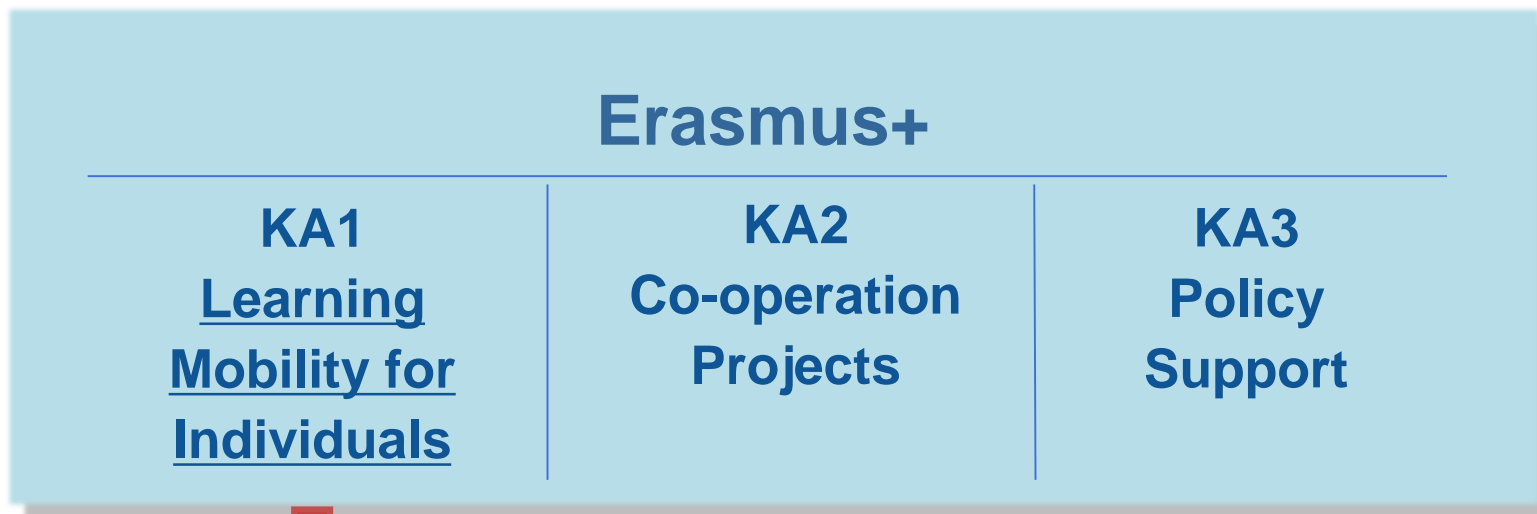 Erasmus+
KA1
Learning
Mobility for
Individuals
KA2
Co-operation
Projects
KA3
Policy
Support